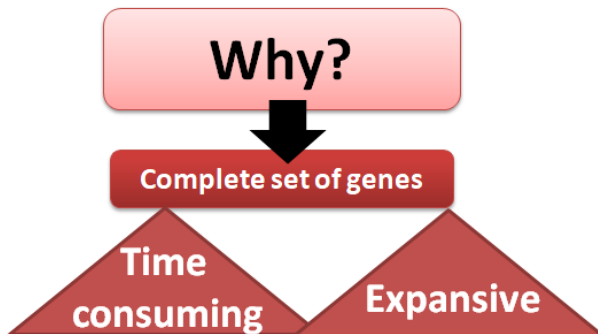 Why?
Complete set of genes
Time
consuming
Expansive